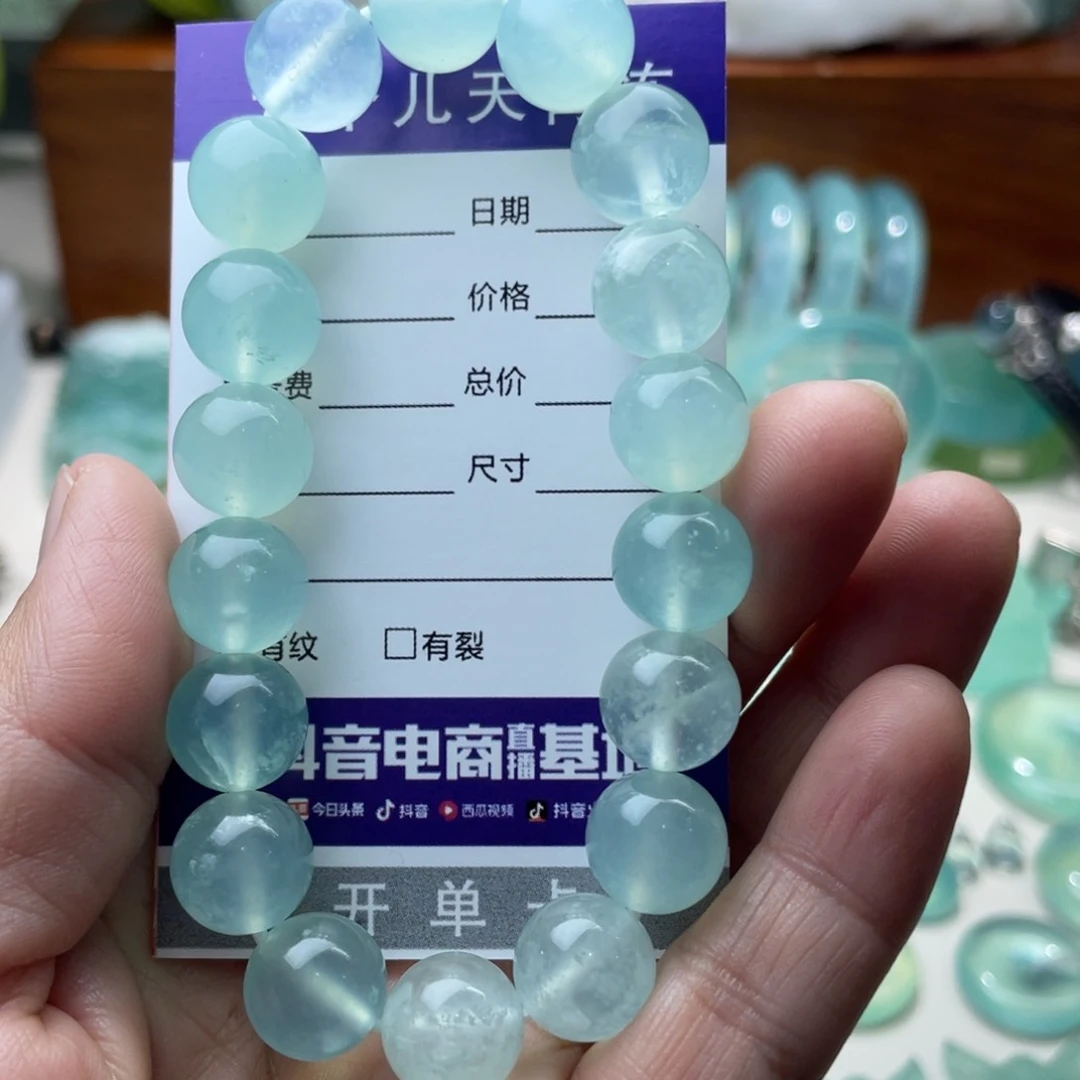 儿天
日期
价格
费 总价
尺寸
有纹 □有裂
抖音电商直播基地
今日头条 抖音 西瓜视频 抖音
开单卡